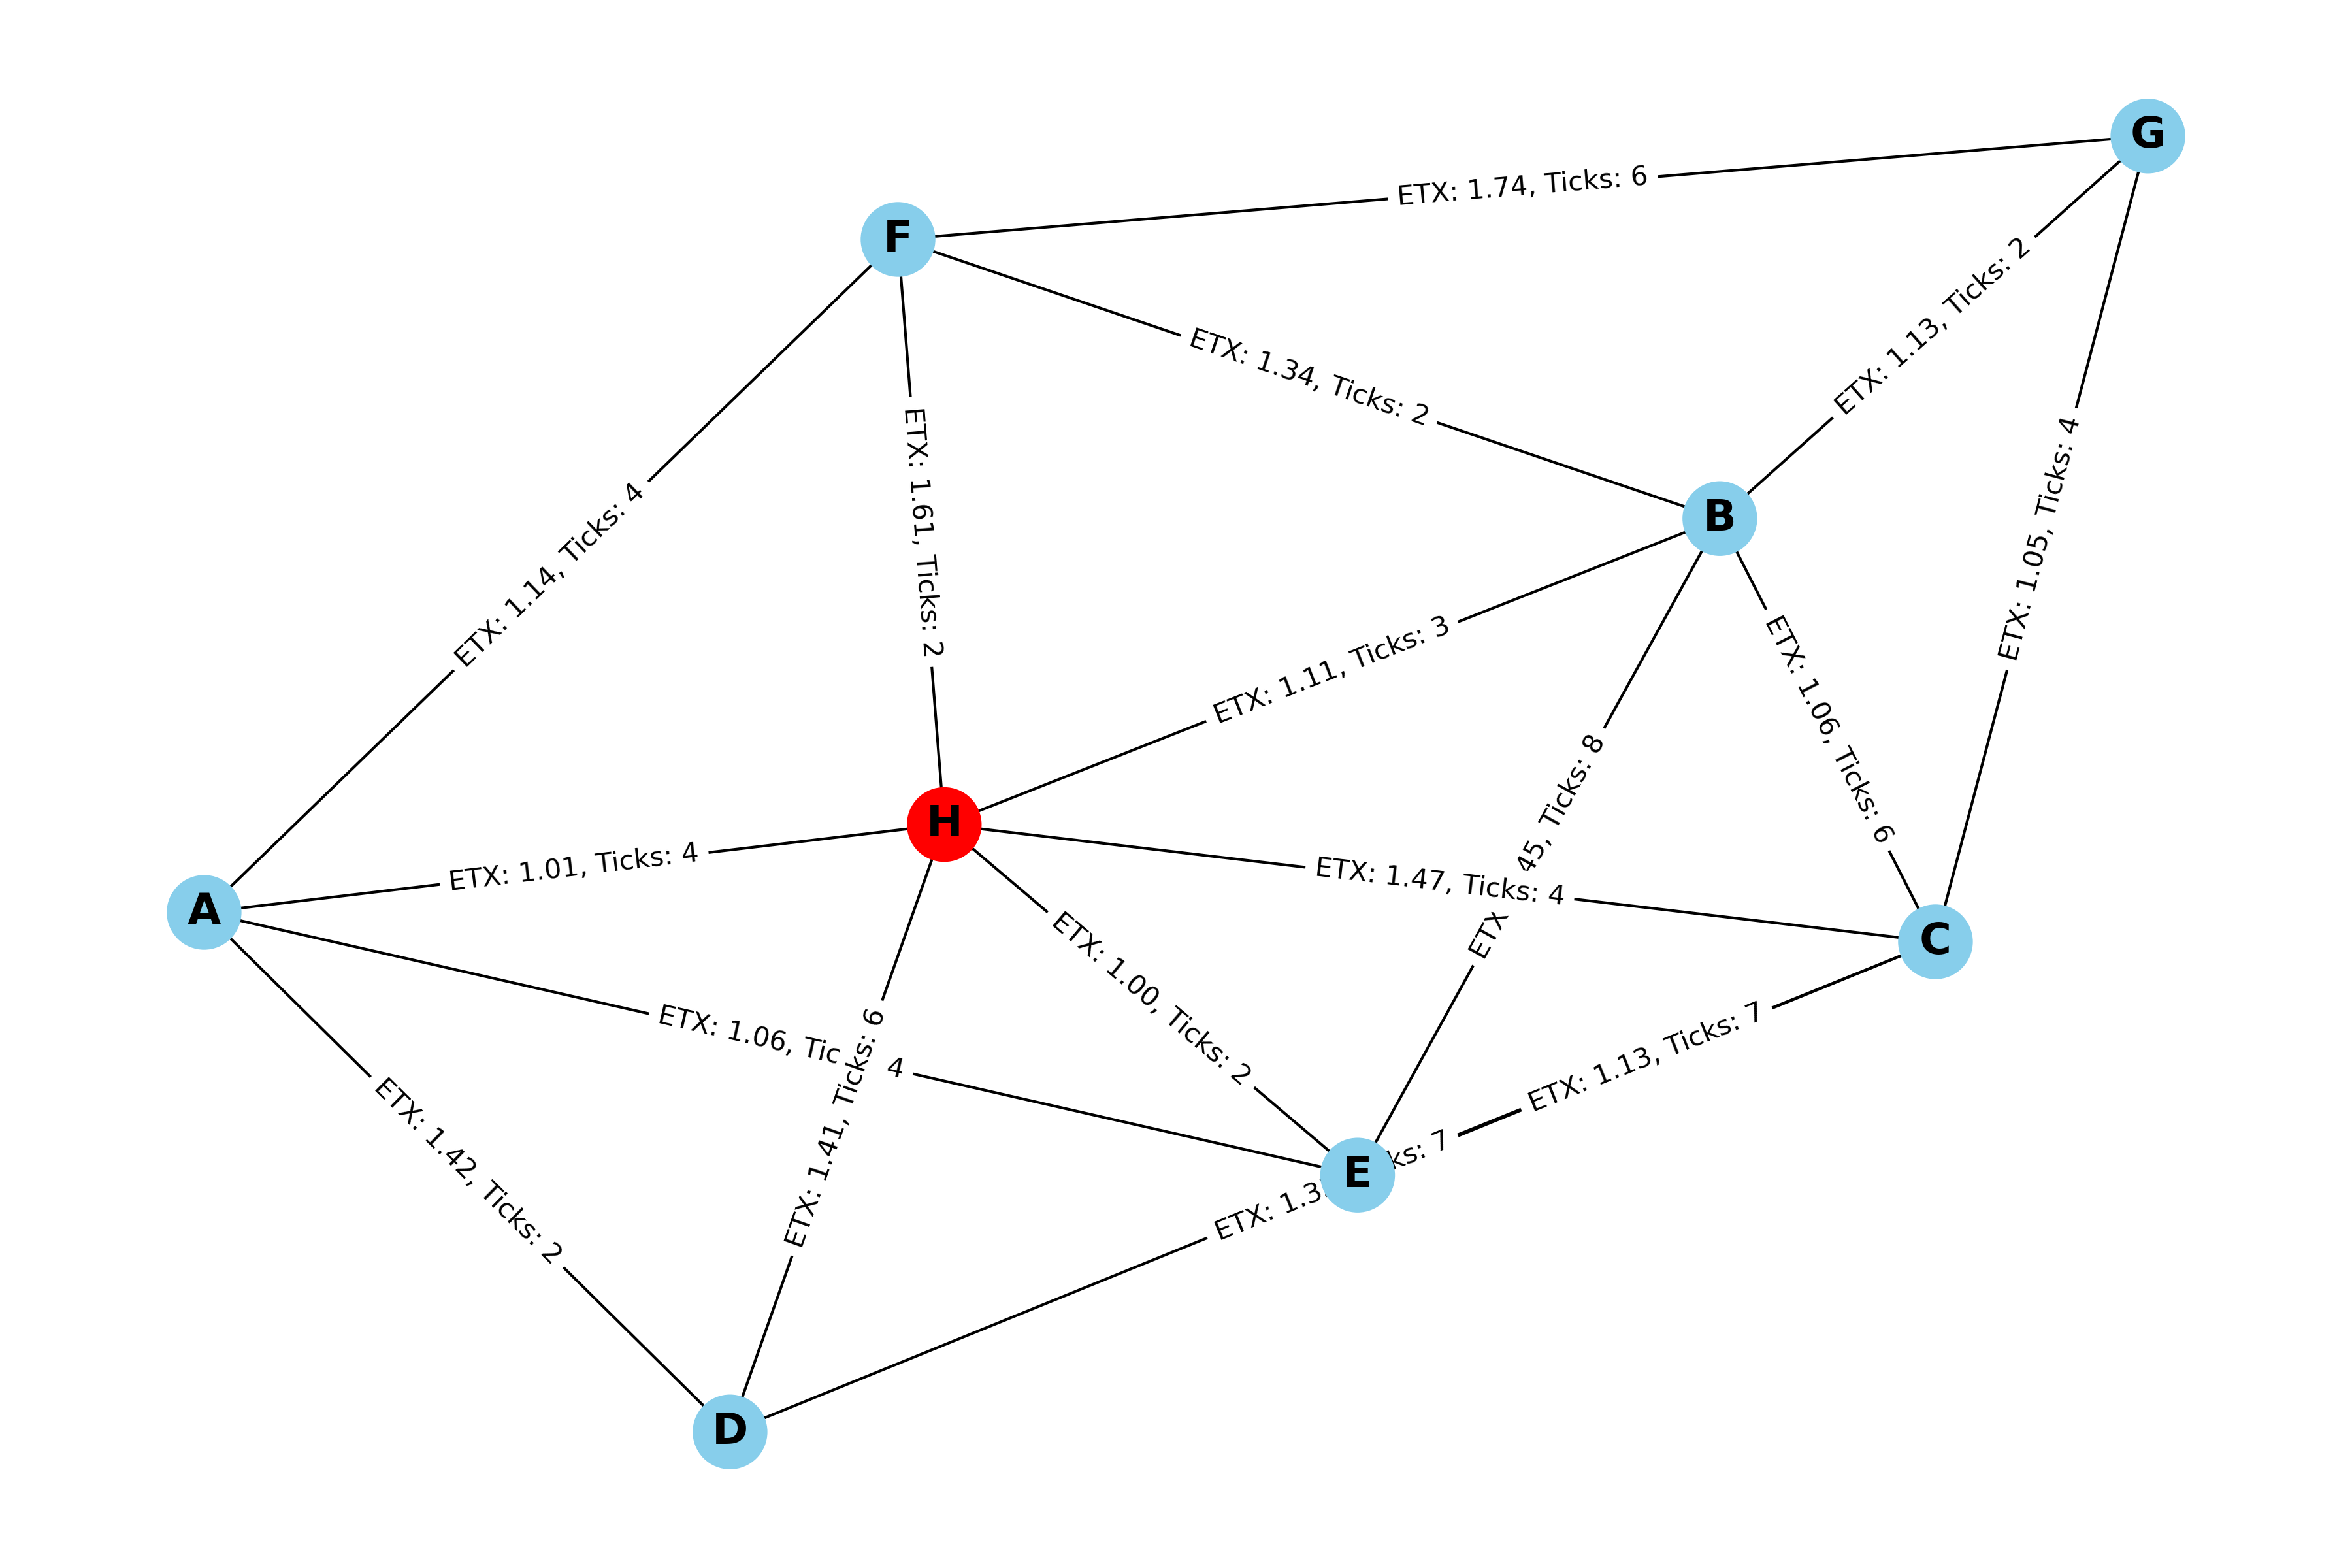 G
ETX: 1.74, Ticks: 6
F
ETX: 1.13, Ticks: 2
ETX: 1.34, Ticks: 2
ETX: 1.14, Ticks: 4
ETX: 1.61, Ticks: 2
B
ETX: 1.05, Ticks: 4
ETX: 1.11, Ticks: 3
ETX: 1.06, Ticks: 6
H
45, Ticks: 8
ETX
ETX: 1.01, Ticks: 4
ETX: 1.47, Ticks: 4
A
C
ETX: 1.00, Ticks: 2
ETX: 1.06, Tic
4
ETX: 1.13, Ticks: 7
ETX: 1.41, Ticks: 6
ETX: 1.42, Ticks: 2
E
ETX: 1.3
ks: 7
D